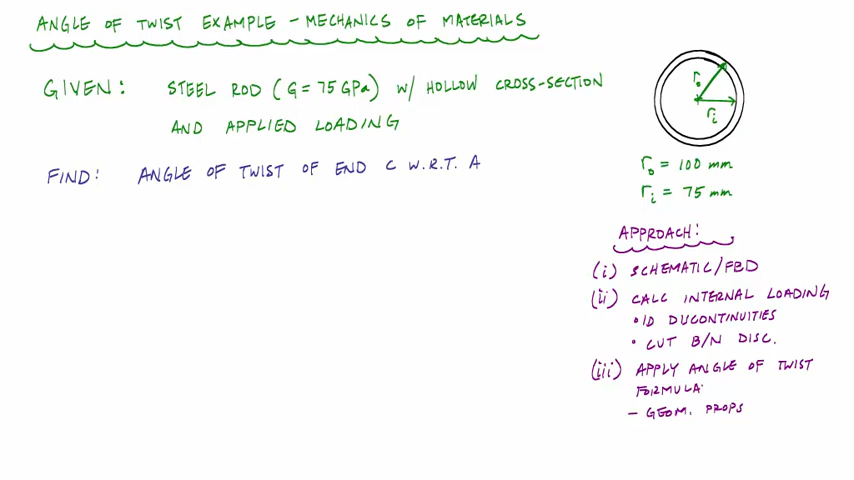 ANGLE OF TWIST EXAMPLE - MECHANICS OF MATERIALS
GIVEN: STEEL ROD (G = 75 GPa) W/ HOLLOW CROSS-SECTION
AND APPLIED LOADING
FIND: ANGLE OF TWIST OF END C W.R.T. A
r_o
r_i
r_o = 100 mm
r_i = 75 mm
APPROACH:
(i) SCHEMATIC/FBD
(ii) CALC INTERNAL LOADING
• ID DISCONTINUITIES
• CUT B/N DISC.
(iii) APPLY ANGLE OF TWIST
FORMULA
- GEOM. PROPS